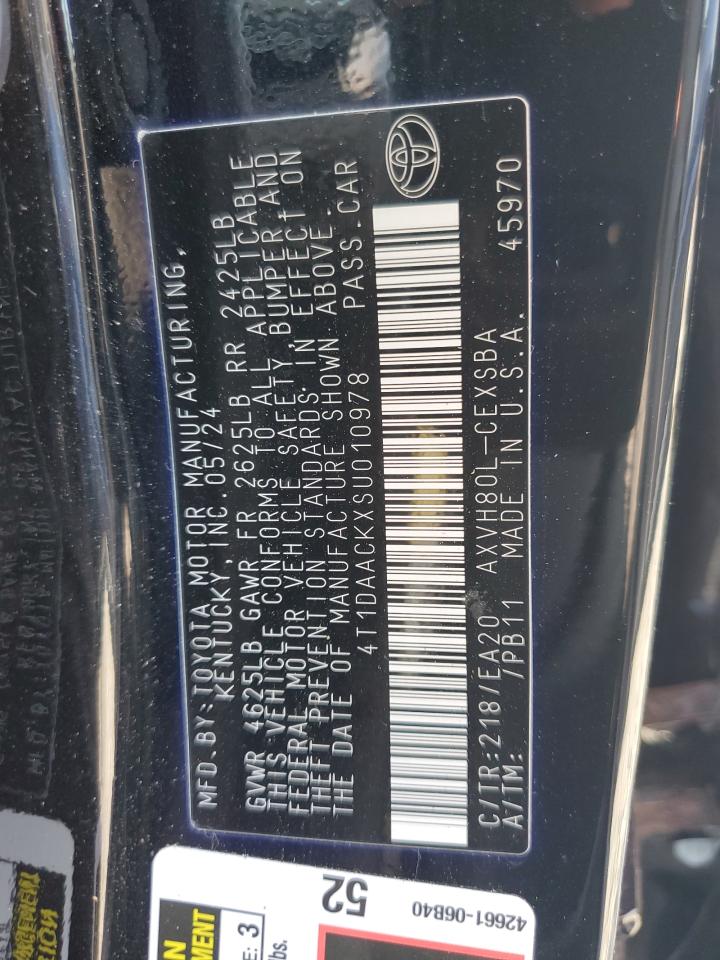 MFD.BY:TOYOTA MOTOR MANUFACTURING,
KENTUCKY, INC.05/24
GVWR 4625LB GAWR FR 2625LB RR 2425LB
THIS VEHICLE CONFORMS TO ALL APPLICABLE
FEDERAL MOTOR VEHICLE SAFETY, BUMPER,AND
THEFT PREVENTION STANDARDS. IN EFFECT ON
THE DATE OF MANUFACTURE SHOWN ABOVE.
4T1DAACKXSU010978 PASS.CAR
C/TR:218/EA20 AXVH80L-CEXSBA
A/TM: /PB11 MADE IN U.S.A. 45970
52
42661-06B40
E: 3
lbs.